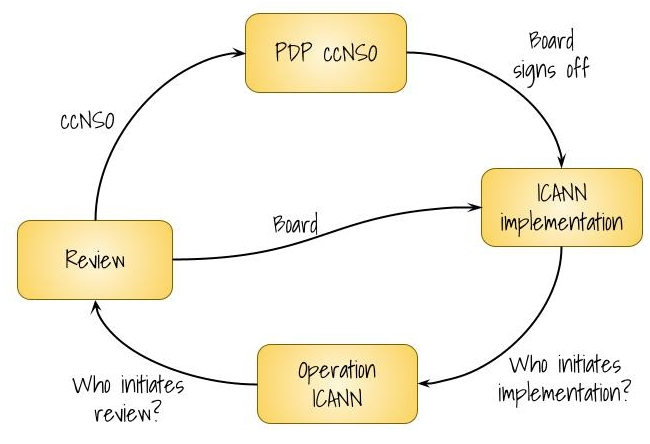 PDP ccNSO
Board
signs off
ccNSO
ICANN
implementation
Board
Review
Operation
ICANN
Who initiates
implementation?
Who initiates
review?